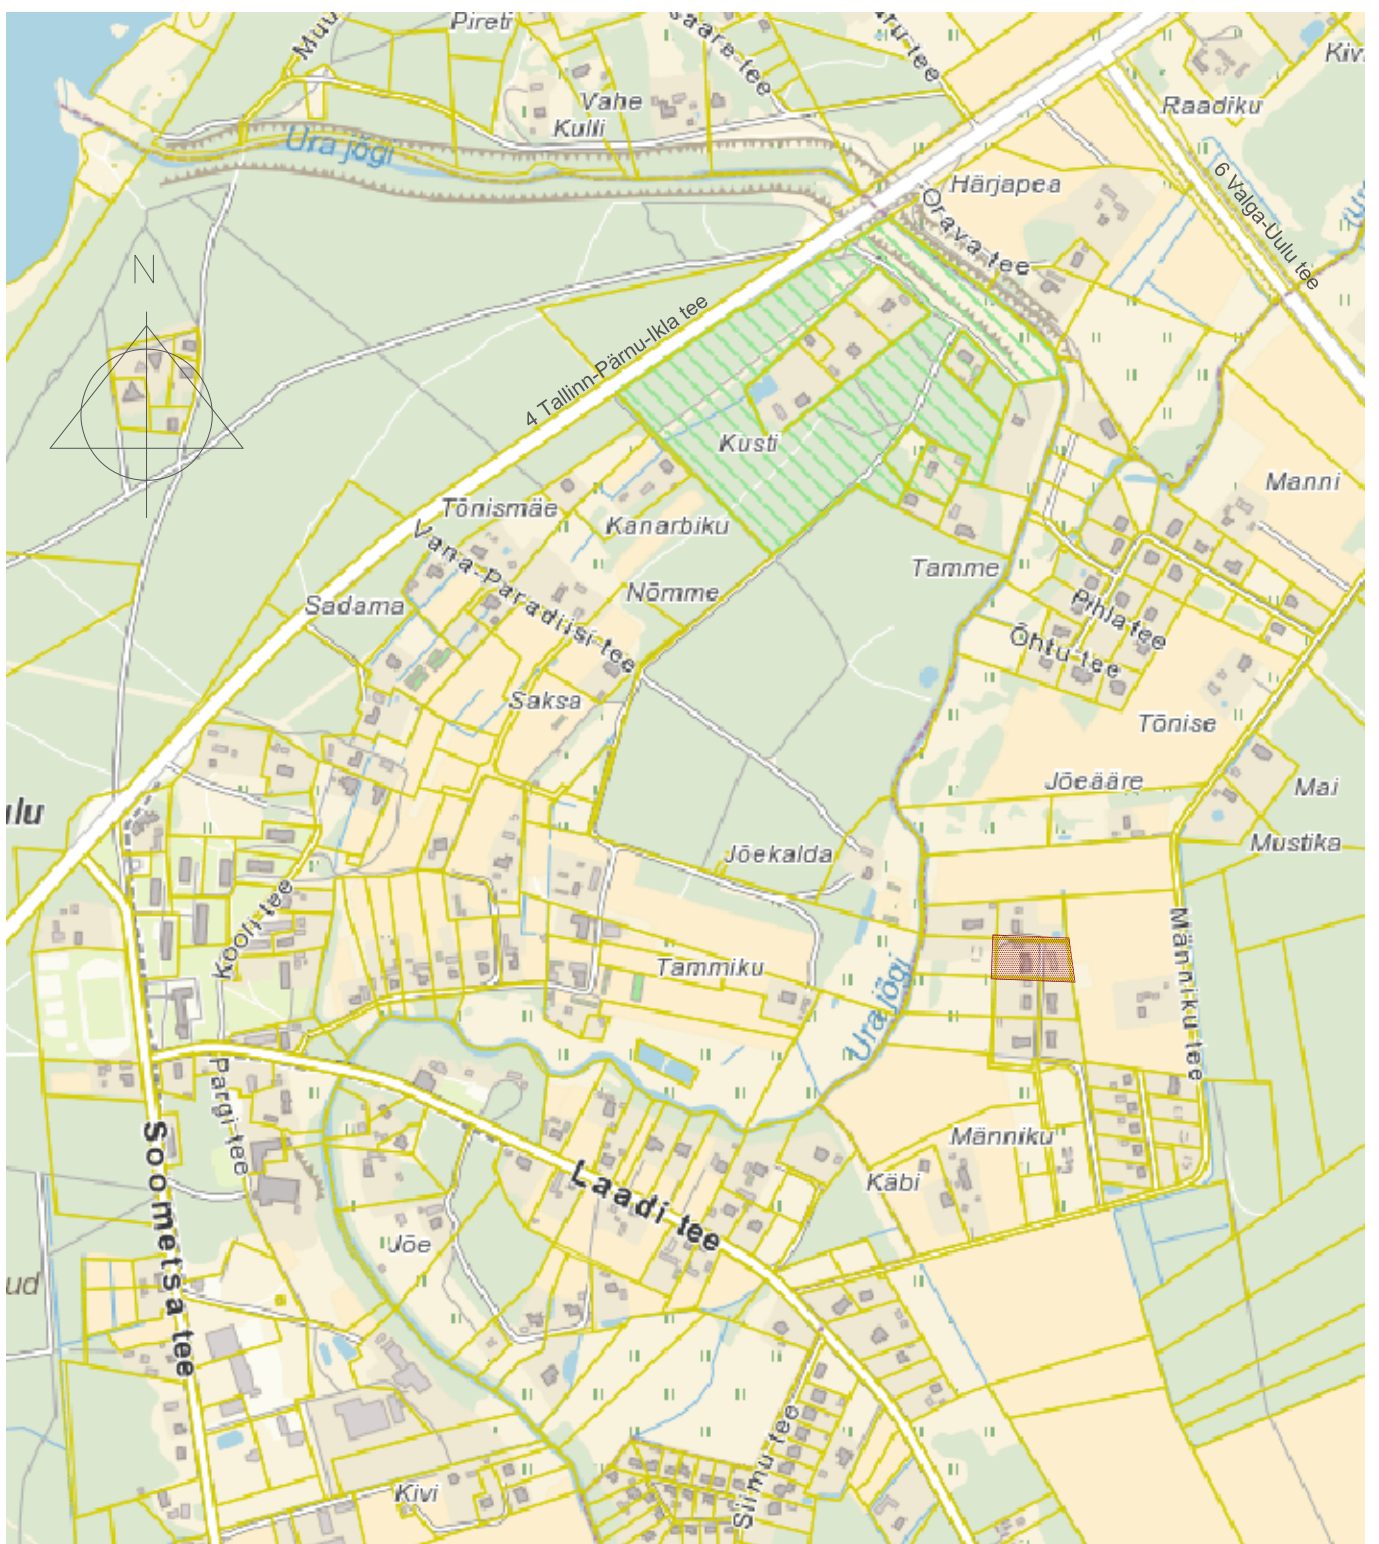 Pireti
Vahe
Kulli
Raadiku
Ura jõgi
Härjapea
Orava tee
6 Valga-Uulu tee
N
4 Tallinn-Pärnu-Ikla tee
Kusti
Manni
Tõnismäe
Kanarbiku
Vana-Paradiisi tee
Tamme
Nõmme
Sadama
Pihla tee
Õhtu tee
Saksa
Tõnise
Jõeääre
Mai
Mustika
Jõekalda
Kooli tee
Tammiku
Ura jõgi
Männiku tee
Pargi tee
Soometsa tee
Männiku
Käbi
Laadi tee
Jõe
Siimu tee
Kivi